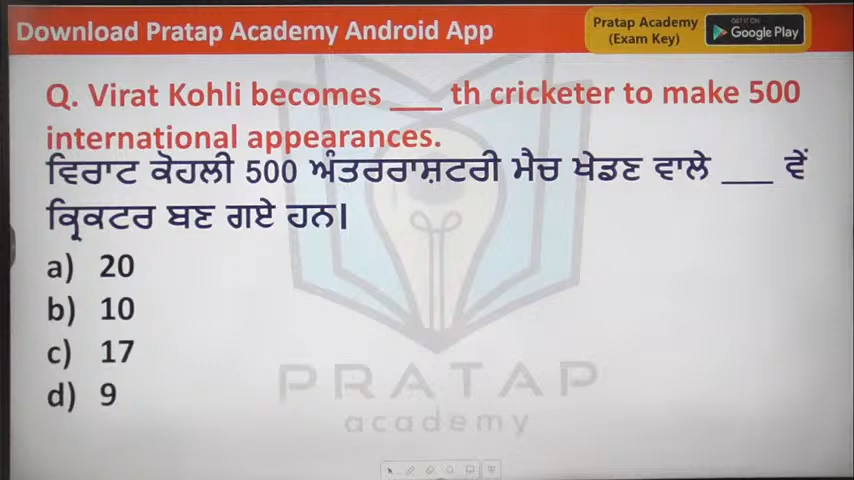 Download Pratap Academy Android App
Pratap Academy
(Exam Key)
GET IT ON
Google Play
Q. Virat Kohli becomes ___ th cricketer to make 500
international appearances.
ਵਿਰਾਟ ਕੋਹਲੀ 500 ਅੰਤਰਰਾਸ਼ਟਰੀ ਮੈਚ ਖੇਡਣ ਵਾਲੇ ___ ਵੇਂ
ਕ੍ਰਿਕਟਰ ਬਣ ਗਏ ਹਨ।
a) 20
b) 10
c) 17
d) 9
PRATAP
academy